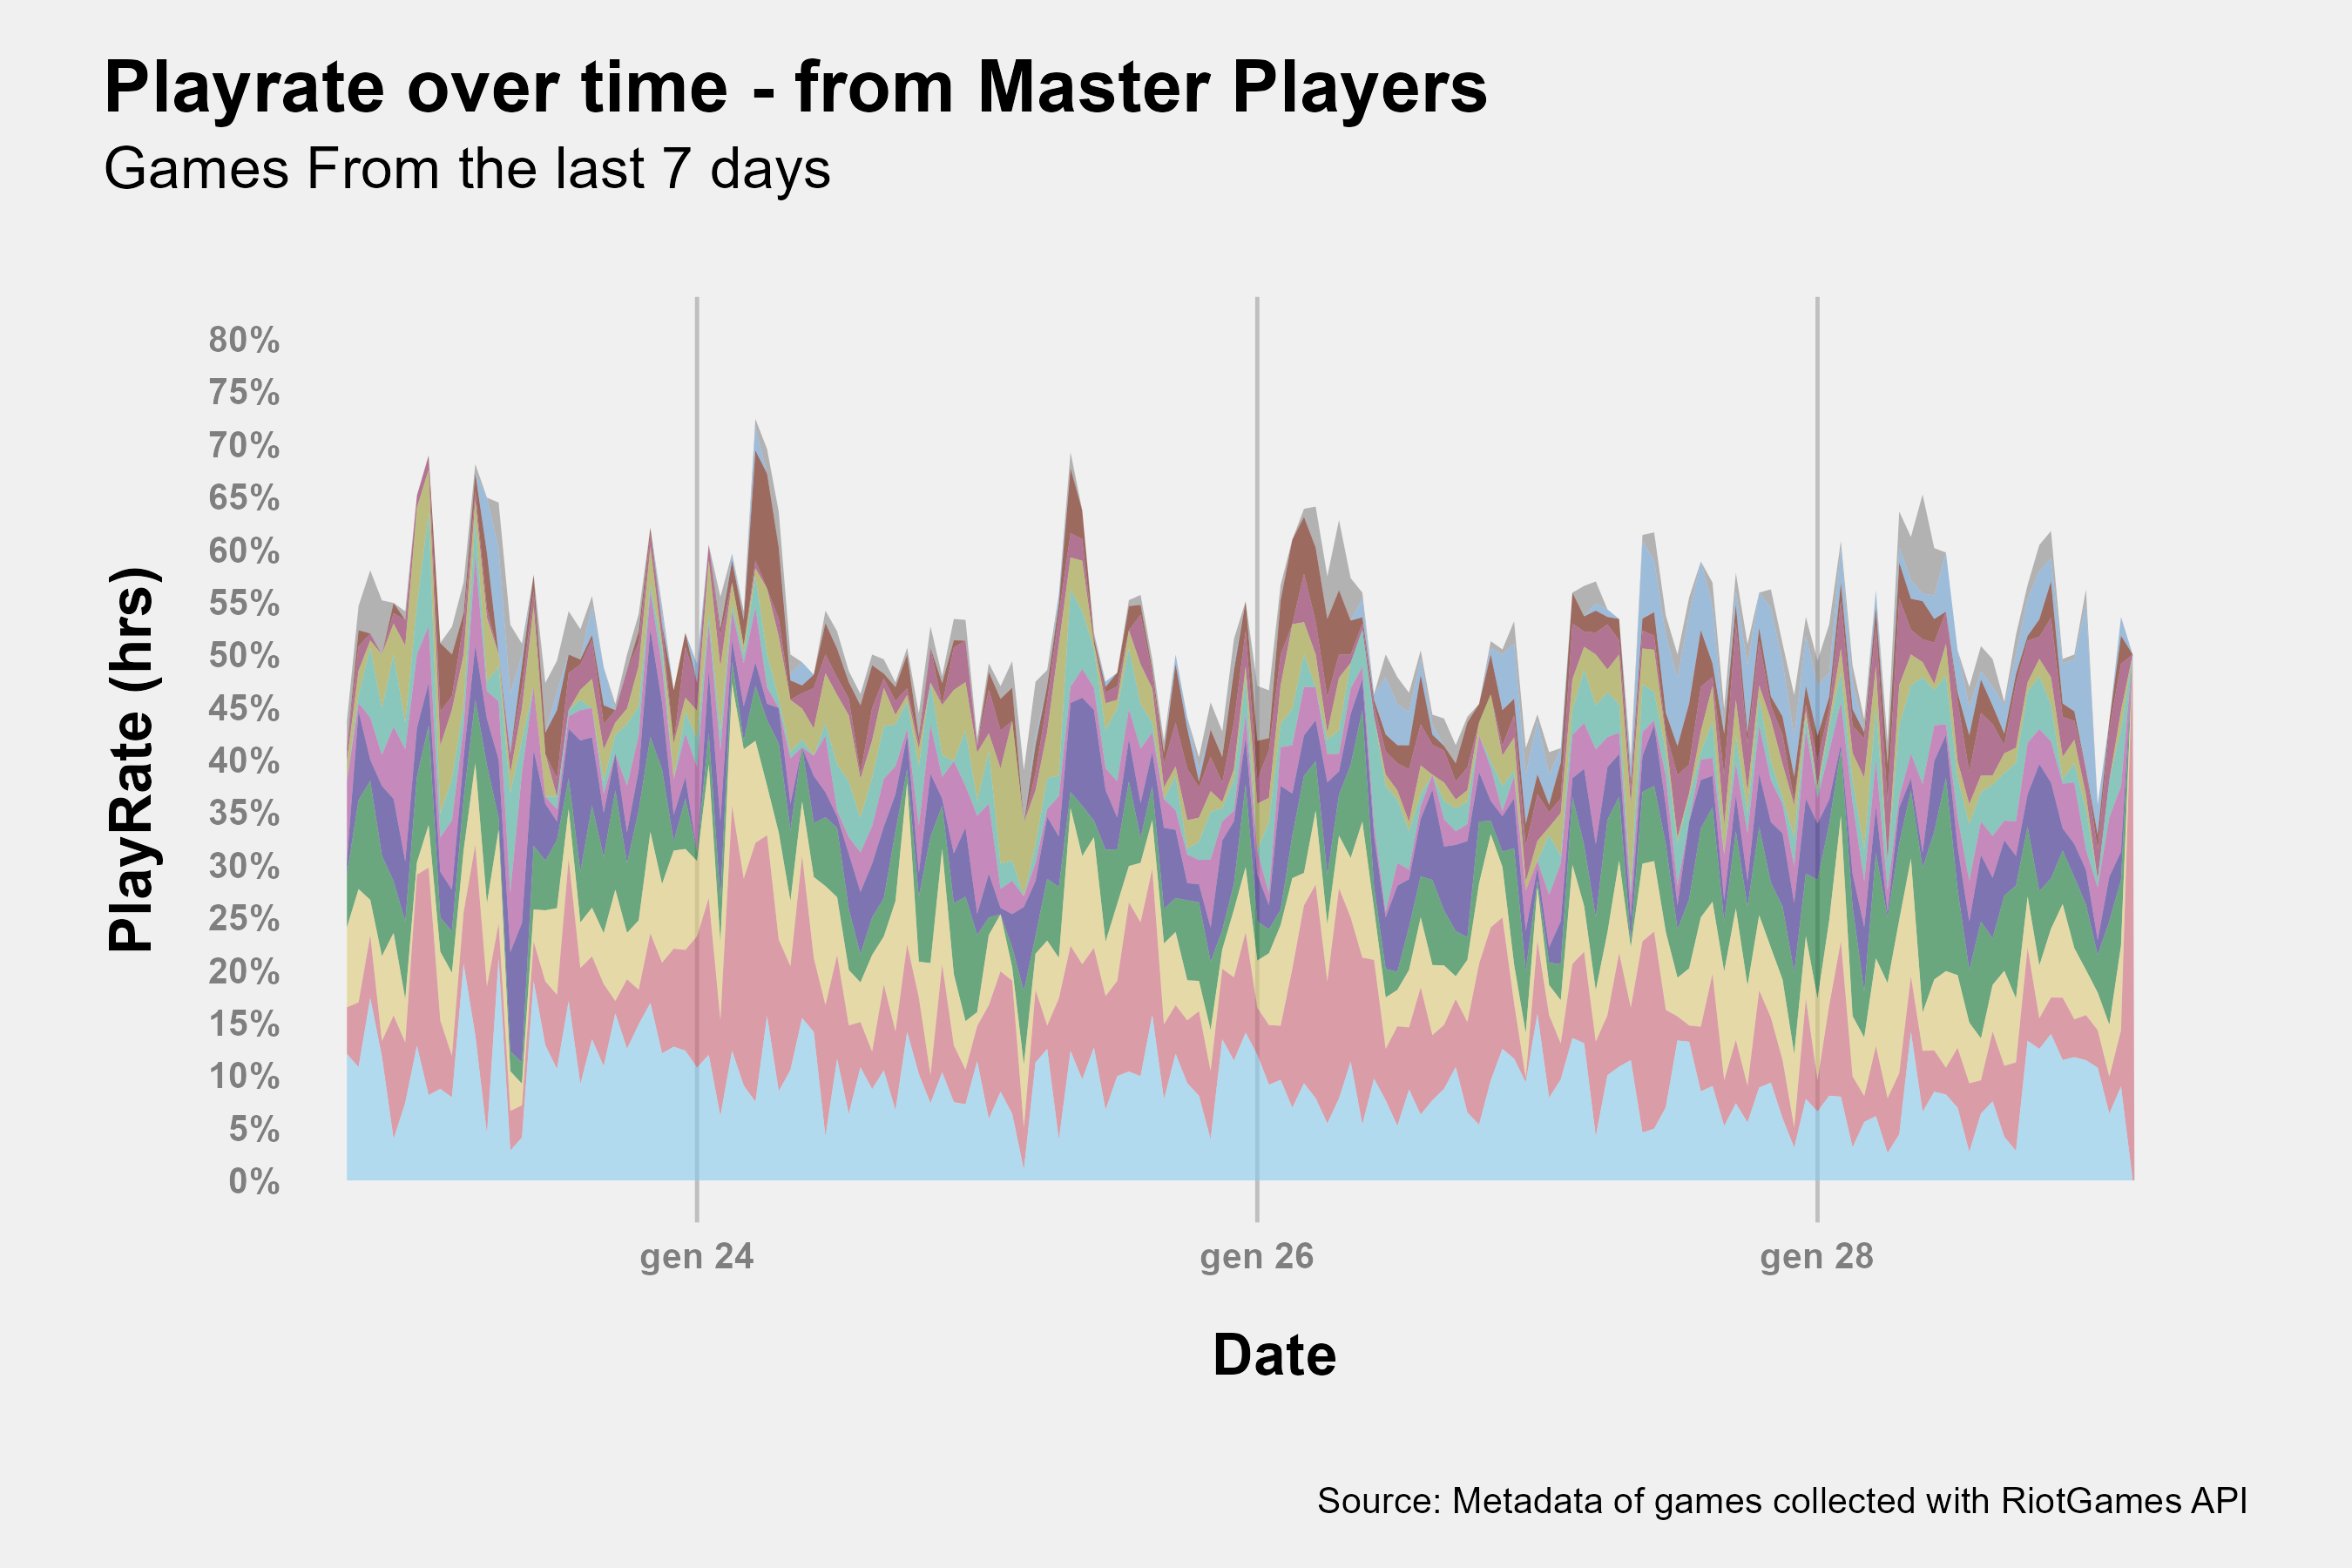 Playrate over time - from Master Players
Games From the last 7 days
PlayRate (hrs)
80%
75%
70%
65%
60%
55%
50%
45%
40%
35%
30%
25%
20%
15%
10%
5%
0%
gen 24
gen 26
gen 28
Date
Source: Metadata of games collected with RiotGames API